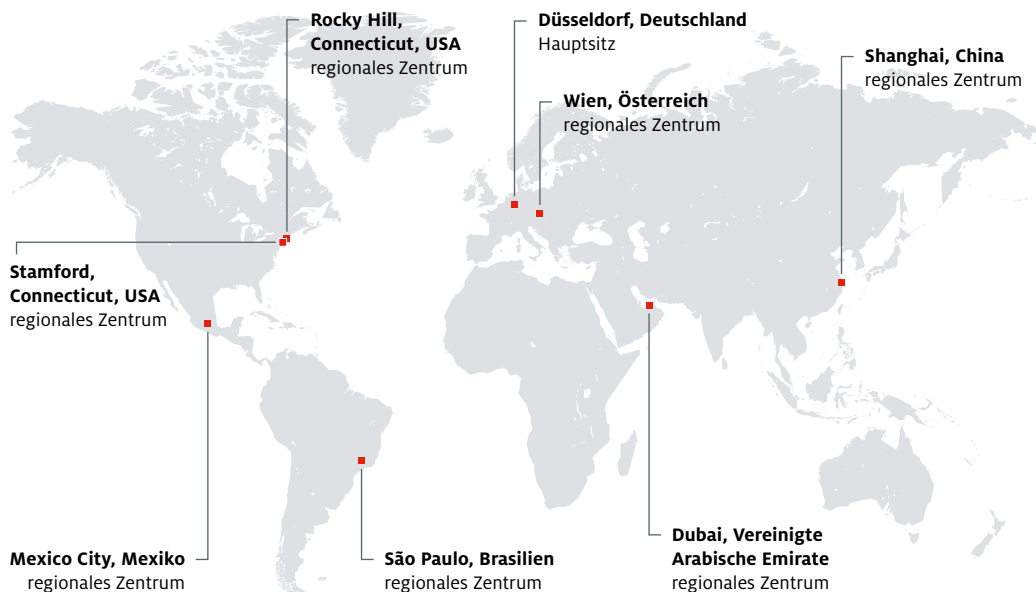 Rocky Hill,
Connecticut, USA
regionales Zentrum
Düsseldorf, Deutschland
Hauptsitz
Shanghai, China
regionales Zentrum
Wien, Österreich
regionales Zentrum
Stamford,
Connecticut, USA
regionales Zentrum
Mexico City, Mexiko
regionales Zentrum
São Paulo, Brasilien
regionales Zentrum
Dubai, Vereinigte
Arabische Emirate
regionales Zentrum